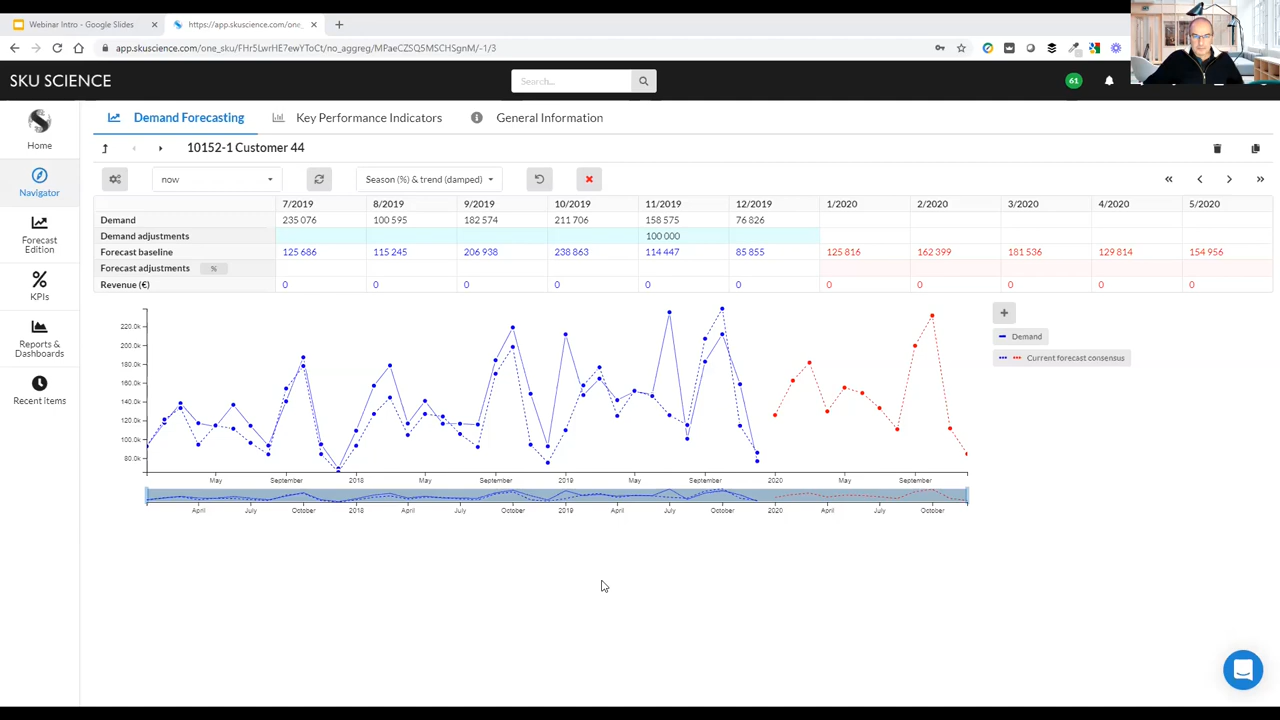 Webinar Intro - Google Slides
https://app.skuscience.com/one_
app.skuscience.com/one_sku/FHr5LwrHE7ewYToCt/no_aggreg/MPaeCZSQ5MSCHSgnM/-1/3
SKU SCIENCE
Search...
61
Home
Navigator
Forecast
Edition
KPIs
Reports &
Dashboards
Recent items
Demand Forecasting
Key Performance Indicators
General Information
10152-1 Customer 44
now
Season (%) & trend (damped)
7/2019 8/2019 9/2019 10/2019 11/2019 12/2019 1/2020 2/2020 3/2020 4/2020 5/2020
Demand 235 076 100 595 182 574 211 706 158 575 76 826
Demand adjustments 100 000
Forecast baseline 125 686 115 245 206 938 238 863 114 447 85 855 125 816 162 399 181 536 129 814 154 956
Forecast adjustments %
Revenue (€) 0 0 0 0 0 0 0 0 0 0 0
220.0k
200.0k
180.0k
160.0k
140.0k
120.0k
100.0k
80.0k
May September 2018 May September 2019 May September 2020 May September
April July October 2018 April July October 2019 April July October 2020 April July October
Demand
Current forecast consensus